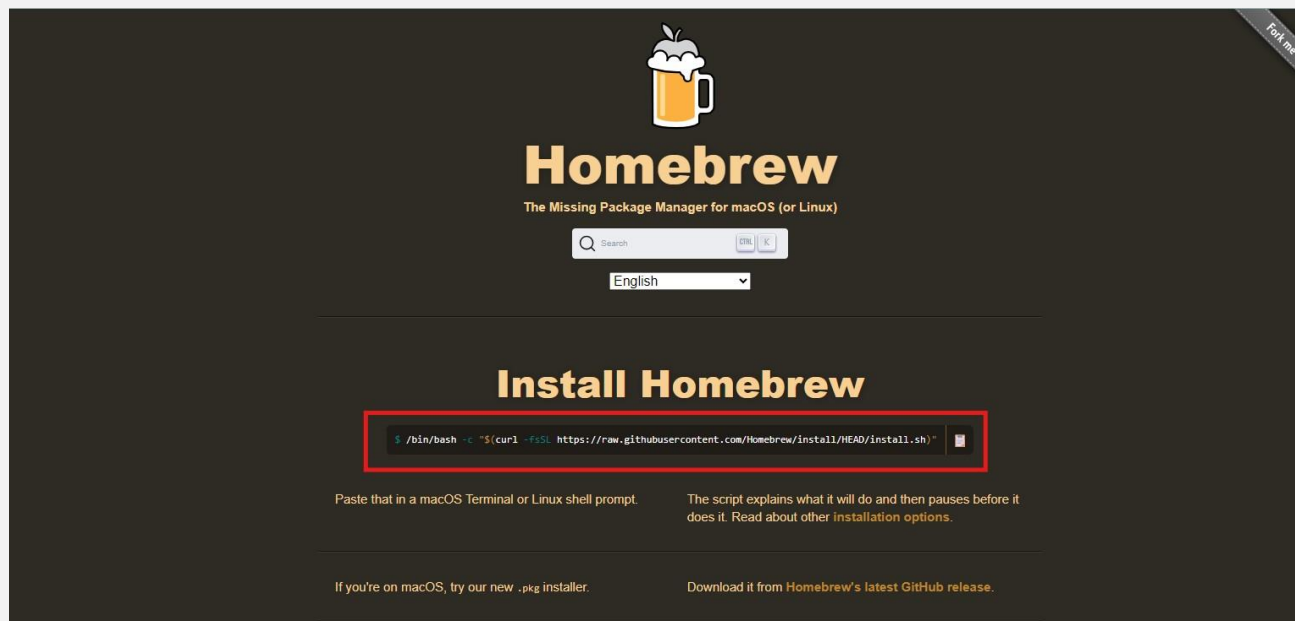 Fork me
Homebrew
The Missing Package Manager for macOS (or Linux)
Search CTRL K
English
Install Homebrew
$ /bin/bash -c "$(curl -fsSL https://raw.githubusercontent.com/Homebrew/install/HEAD/install.sh)"
Paste that in a macOS Terminal or Linux shell prompt.
The script explains what it will do and then pauses before it
does it. Read about other installation options.
If you're on macOS, try our new .pkg installer.
Download it from Homebrew's latest GitHub release.